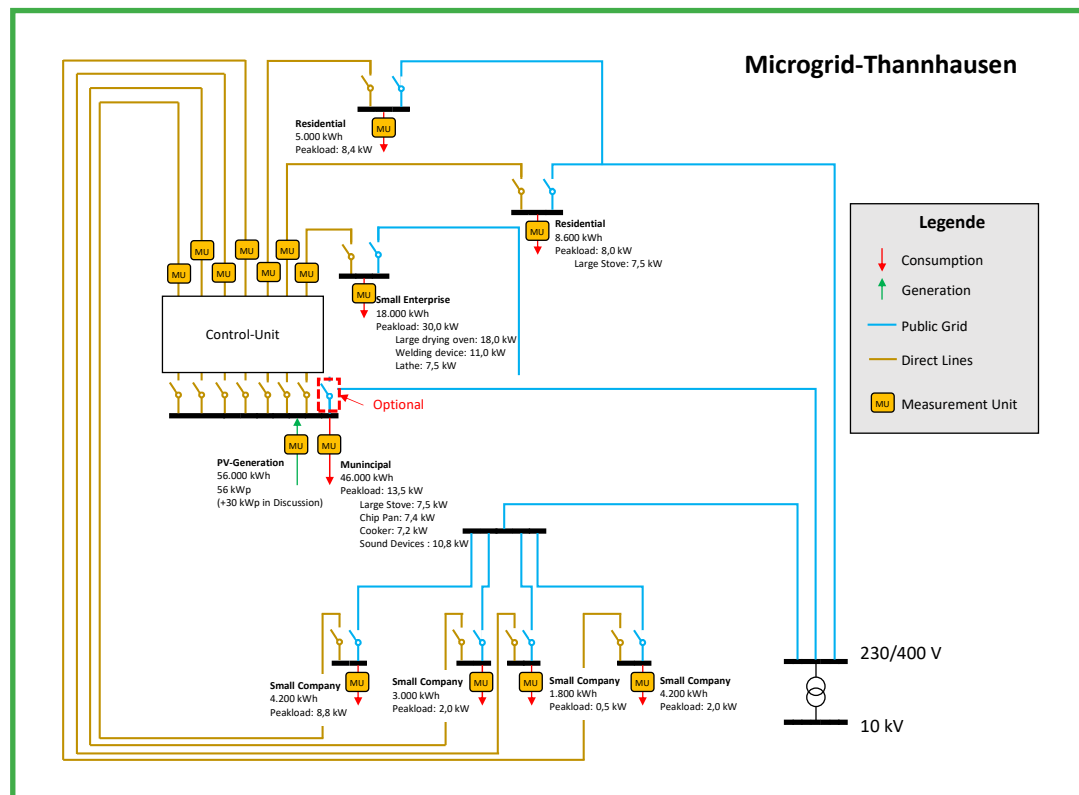 Microgrid-Thannhausen
MU
Residential
5.000 kWh
Peakload: 8,4 kW
MU
Residential
8.600 kWh
Peakload: 8,0 kW
Large Stove: 7,5 kW
MU
MU
MU
MU
MU
MU
MU
MU
Small Enterprise
18.000 kWh
Peakload: 30,0 kW
Large drying oven: 18,0 kW
Welding device: 11,0 kW
Lathe: 7,5 kW
Control-Unit
Optional
MU
MU
PV-Generation
56.000 kWh
56 kWp
(+30 kWp in Discussion)
Munincipal
46.000 kWh
Peakload: 13,5 kW
Large Stove: 7,5 kW
Chip Pan: 7,4 kW
Cooker: 7,2 kW
Sound Devices : 10,8 kW
Legende
Consumption
Generation
Public Grid
Direct Lines
MU
Measurement Unit
MU
Small Company
4.200 kWh
Peakload: 8,8 kW
MU
Small Company
3.000 kWh
Peakload: 2,0 kW
MU
Small Company
1.800 kWh
Peakload: 0,5 kW
MU
Small Company
4.200 kWh
Peakload: 2,0 kW
230/400 V
10 kV